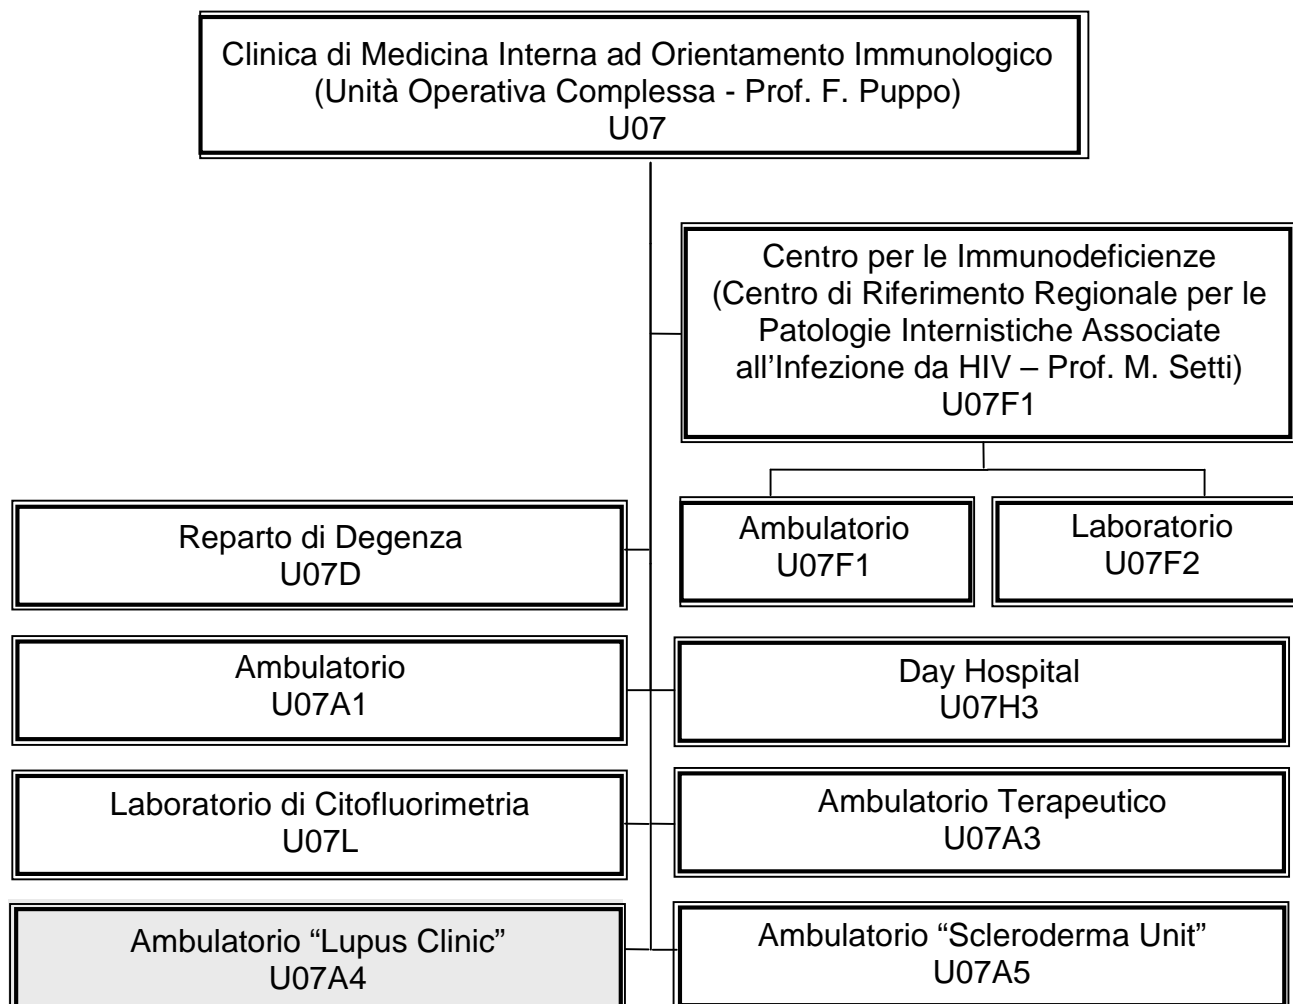 Clinica di Medicina Interna ad Orientamento Immunologico
(Unità Operativa Complessa - Prof. F. Puppo)
U07
Centro per le Immunodeficienze
(Centro di Riferimento Regionale per le
Patologie Internistiche Associate
all’Infezione da HIV – Prof. M. Setti)
U07F1
Ambulatorio
U07F1
Laboratorio
U07F2
Reparto di Degenza
U07D
Ambulatorio
U07A1
Day Hospital
U07H3
Laboratorio di Citofluorimetria
U07L
Ambulatorio Terapeutico
U07A3
Ambulatorio “Lupus Clinic”
U07A4
Ambulatorio “Scleroderma Unit”
U07A5